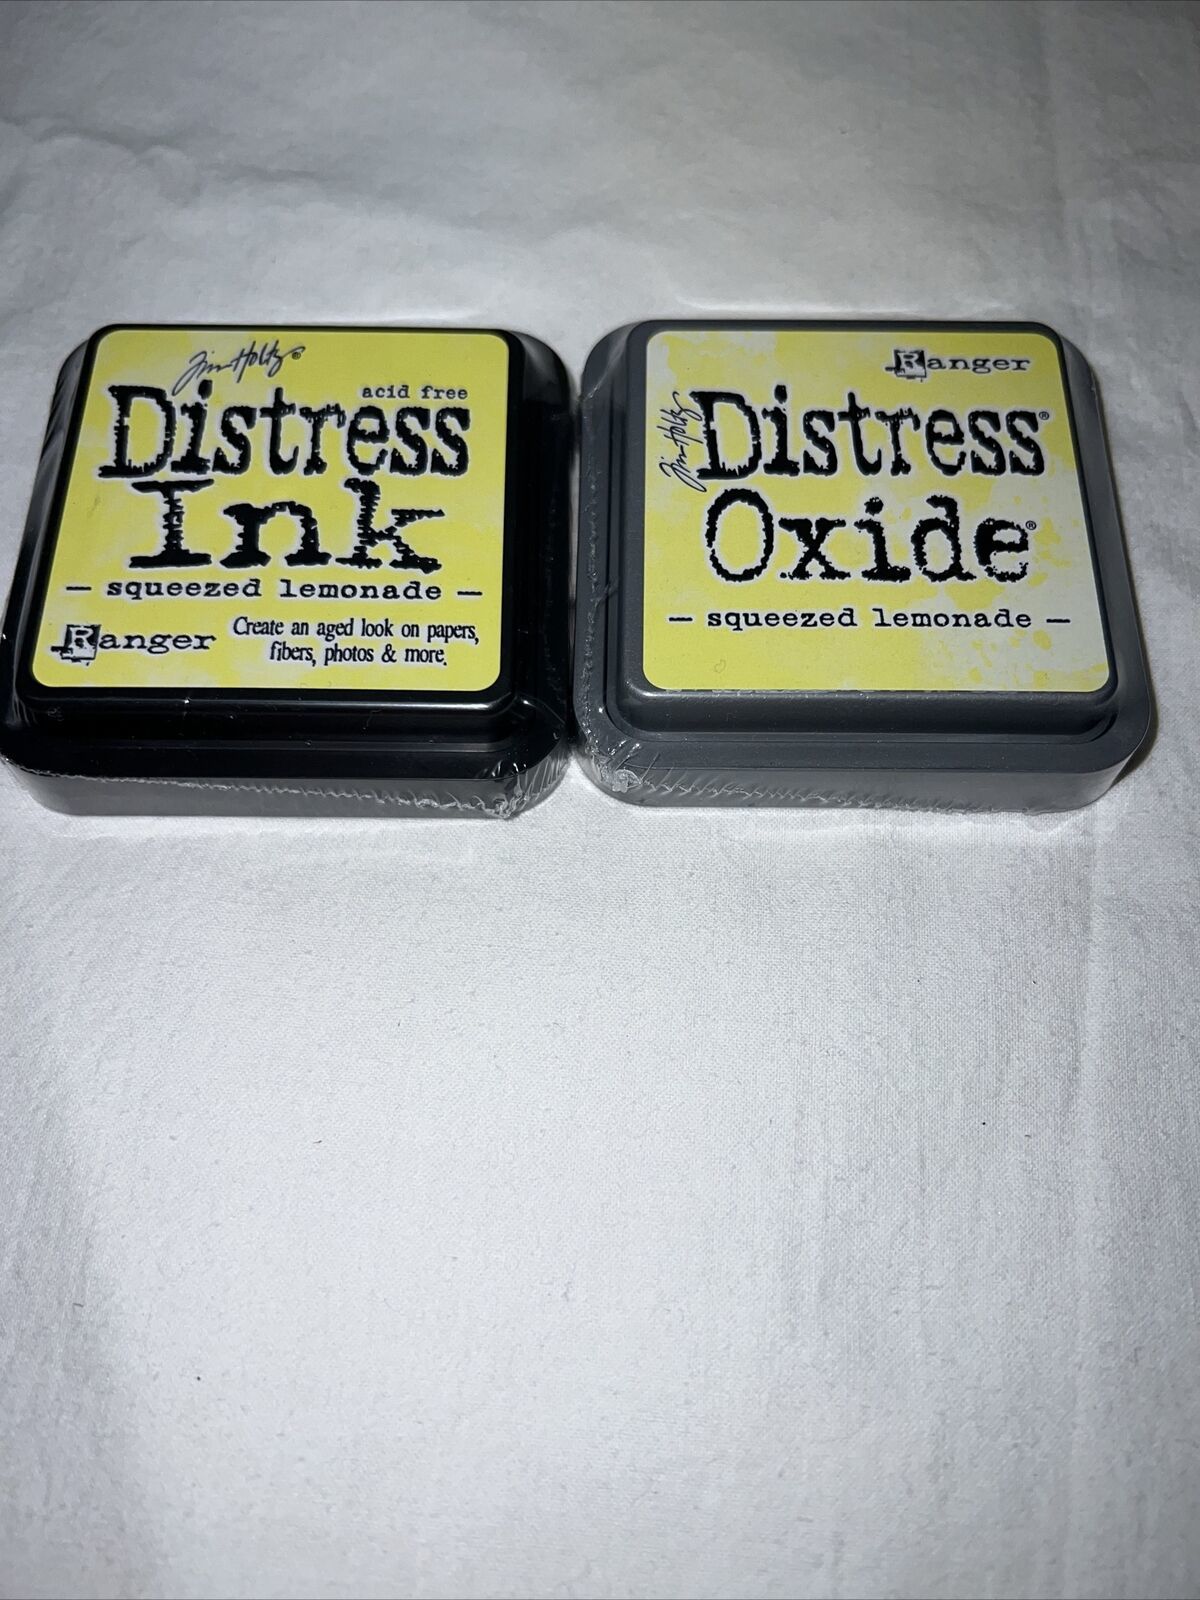 Tim Holtz®
acid free
Distress
Ink
— squeezed lemonade —
Ranger
Create an aged look on papers,
fibers, photos & more.
Ranger
Tim Holtz
Distress®
Oxide®
— squeezed lemonade —